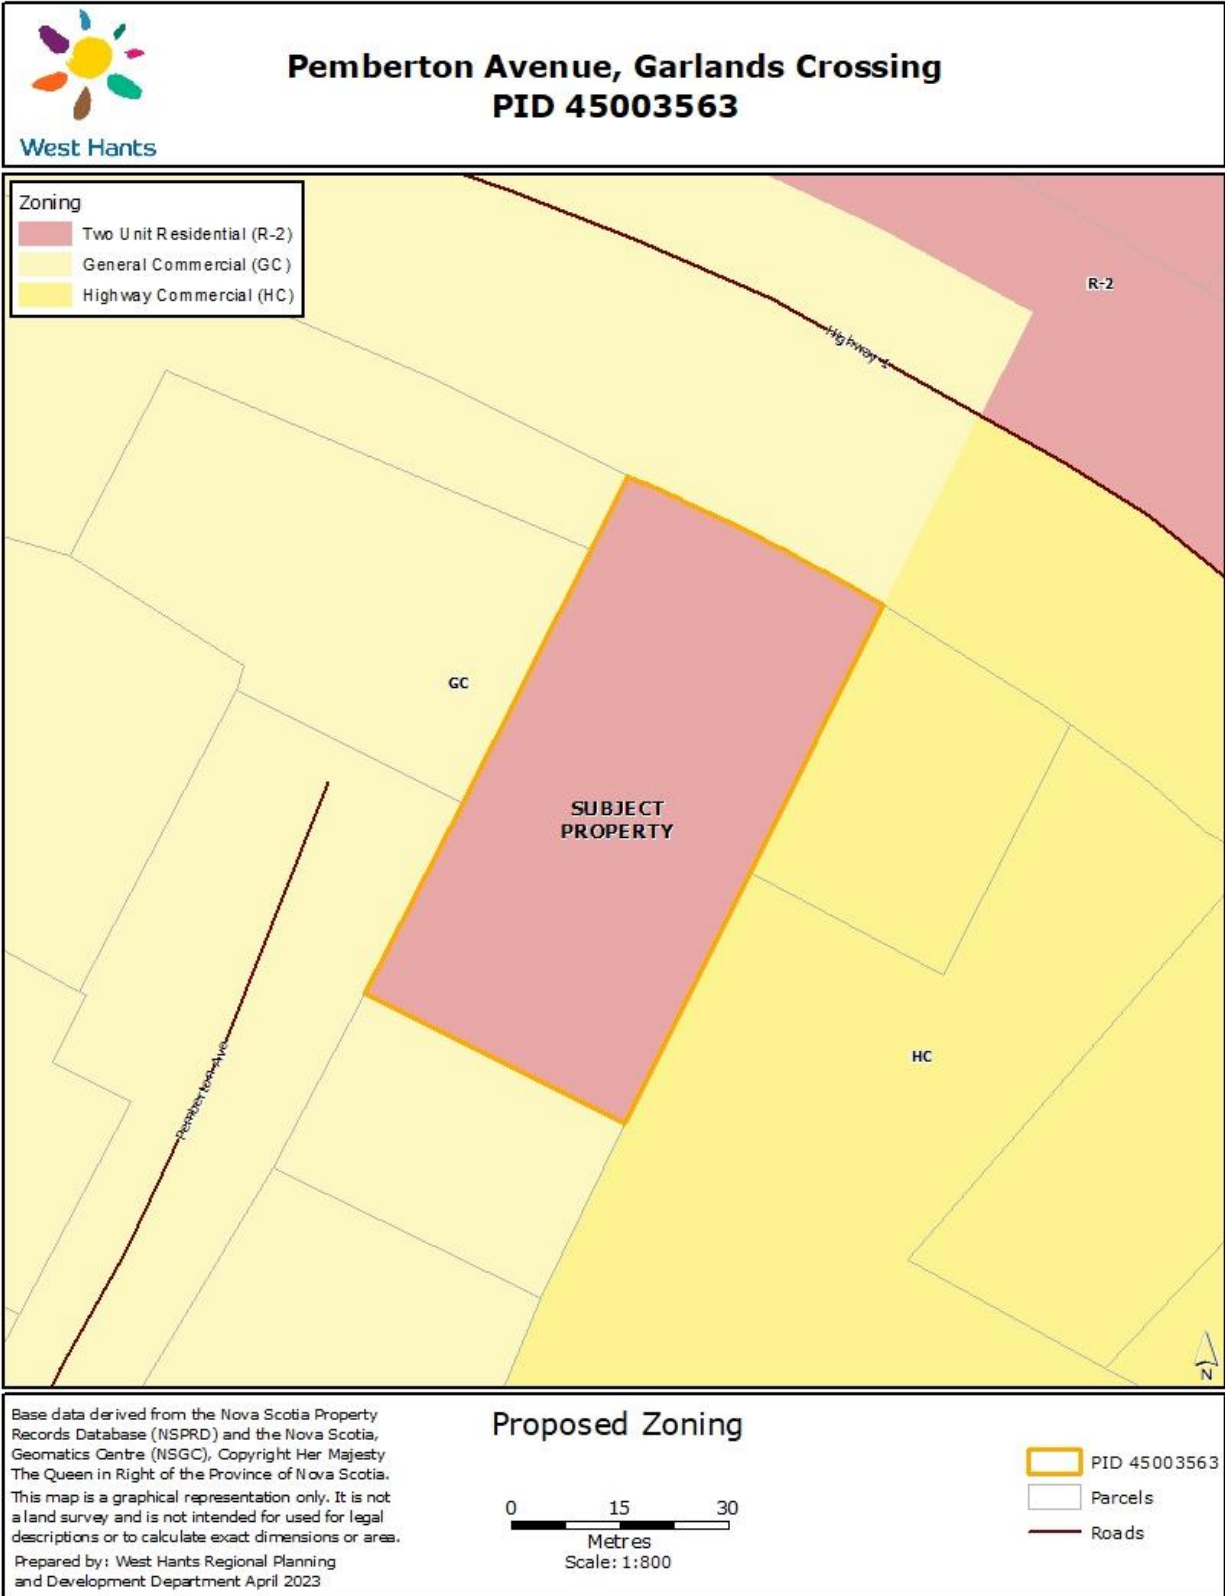 West Hants
Pemberton Avenue, Garlands Crossing
PID 45003563
Zoning
Two Unit Residential (R-2)
General Commercial (GC)
Highway Commercial (HC)
R-2
Highway 1
GC
SUBJECT
PROPERTY
HC
Pemberton Ave
N
Base data derived from the Nova Scotia Property
Records Database (NSPRD) and the Nova Scotia,
Geomatics Centre (NSGC), Copyright Her Majesty
The Queen in Right of the Province of Nova Scotia.
This map is a graphical representation only. It is not
a land survey and is not intended for used for legal
descriptions or to calculate exact dimensions or area.
Prepared by: West Hants Regional Planning
and Development Department April 2023
Proposed Zoning
0 15 30
Metres
Scale: 1:800
PID 45003563
Parcels
Roads